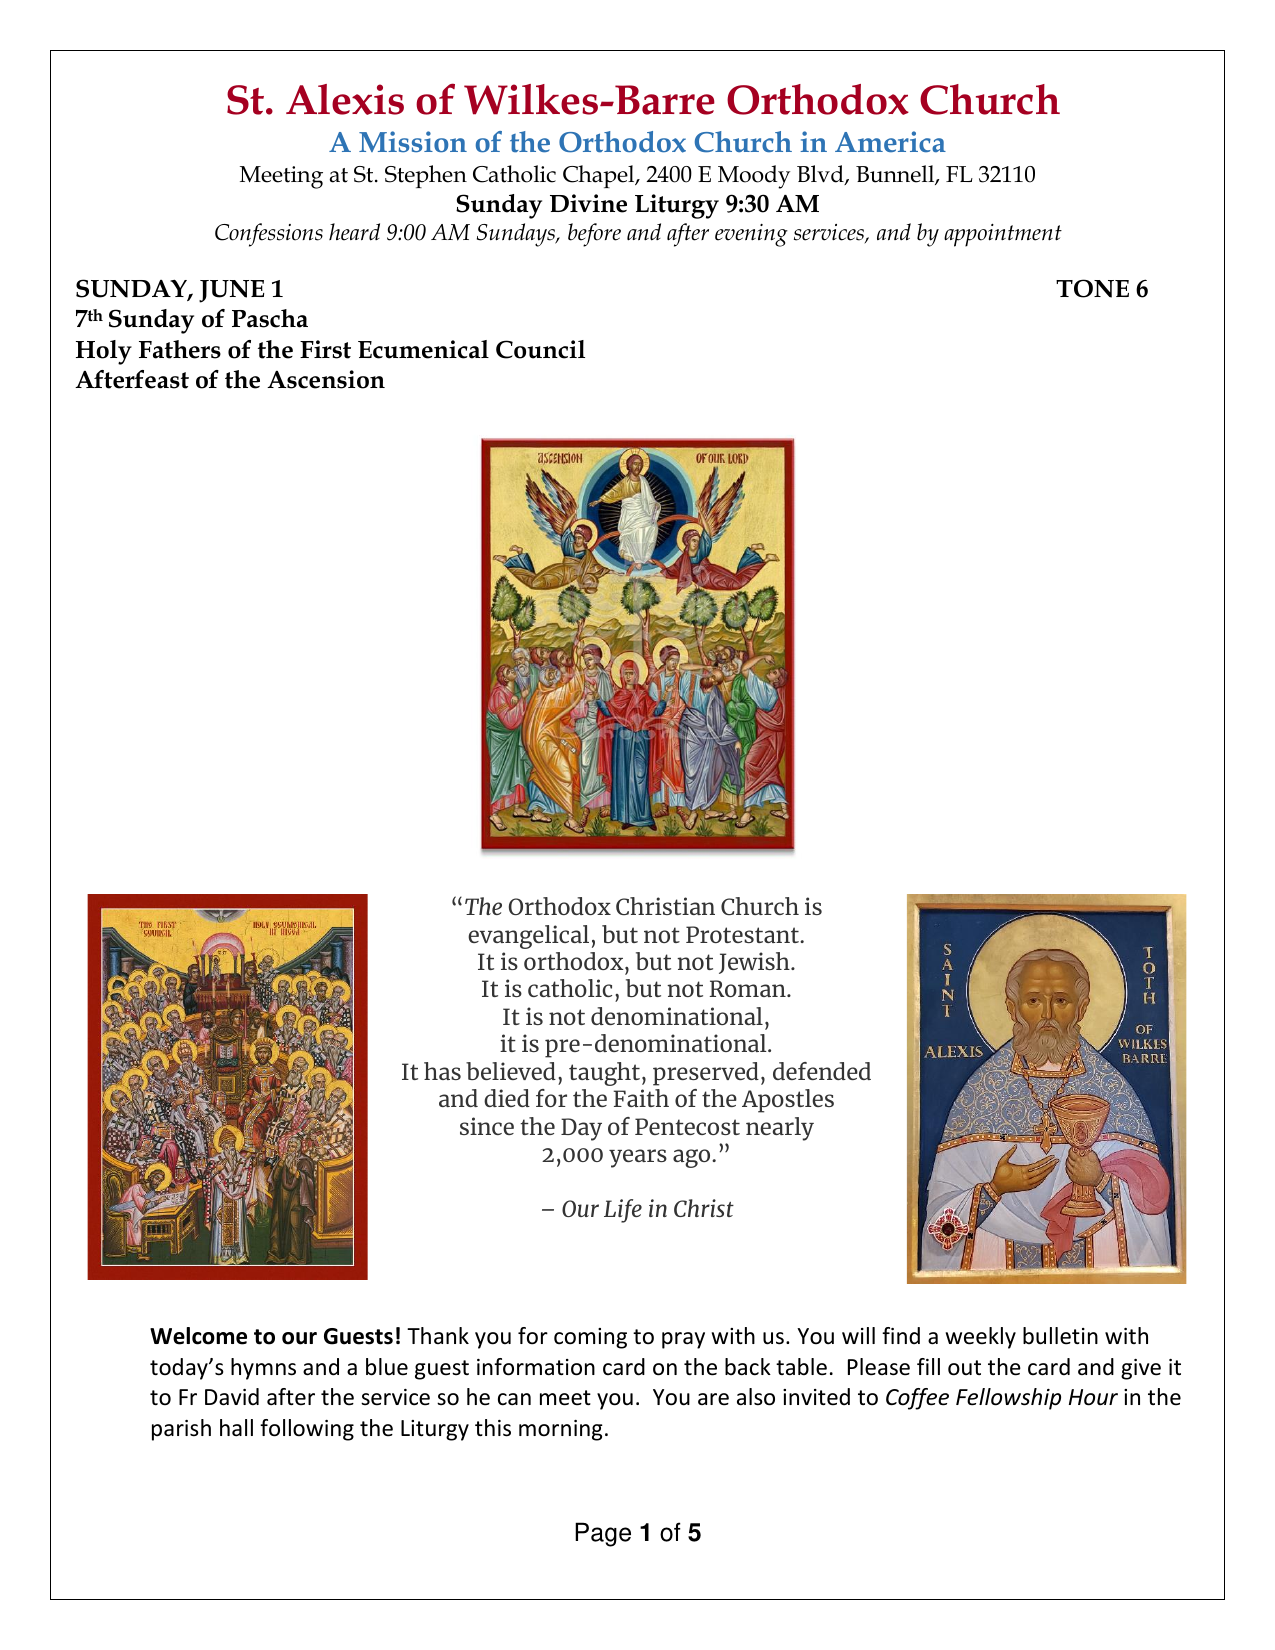 St. Alexis of Wilkes-Barre Orthodox Church
A Mission of the Orthodox Church in America
Meeting at St. Stephen Catholic Chapel, 2400 E Moody Blvd, Bunnell, FL 32110
Sunday Divine Liturgy 9:30 AM
Confessions heard 9:00 AM Sundays, before and after evening services, and by appointment
SUNDAY, JUNE 1 TONE 6
7th Sunday of Pascha
Holy Fathers of the First Ecumenical Council
Afterfeast of the Ascension
ASCENSION OF OUR LORD
THE FIRST HOLY ECUMENICAL
COUNCIL
“The Orthodox Christian Church is
evangelical, but not Protestant.
It is orthodox, but not Jewish.
It is catholic, but not Roman.
It is not denominational,
it is pre-denominational.
It has believed, taught, preserved, defended
and died for the Faith of the Apostles
since the Day of Pentecost nearly
2,000 years ago.”
– Our Life in Christ
SAINT
ALEXIS
TOTH
OF
WILKES
BARRE
Welcome to our Guests! Thank you for coming to pray with us. You will find a weekly bulletin with
today’s hymns and a blue guest information card on the back table.  Please fill out the card and give it
to Fr David after the service so he can meet you.  You are also invited to Coffee Fellowship Hour in the
parish hall following the Liturgy this morning.
Page 1 of 5